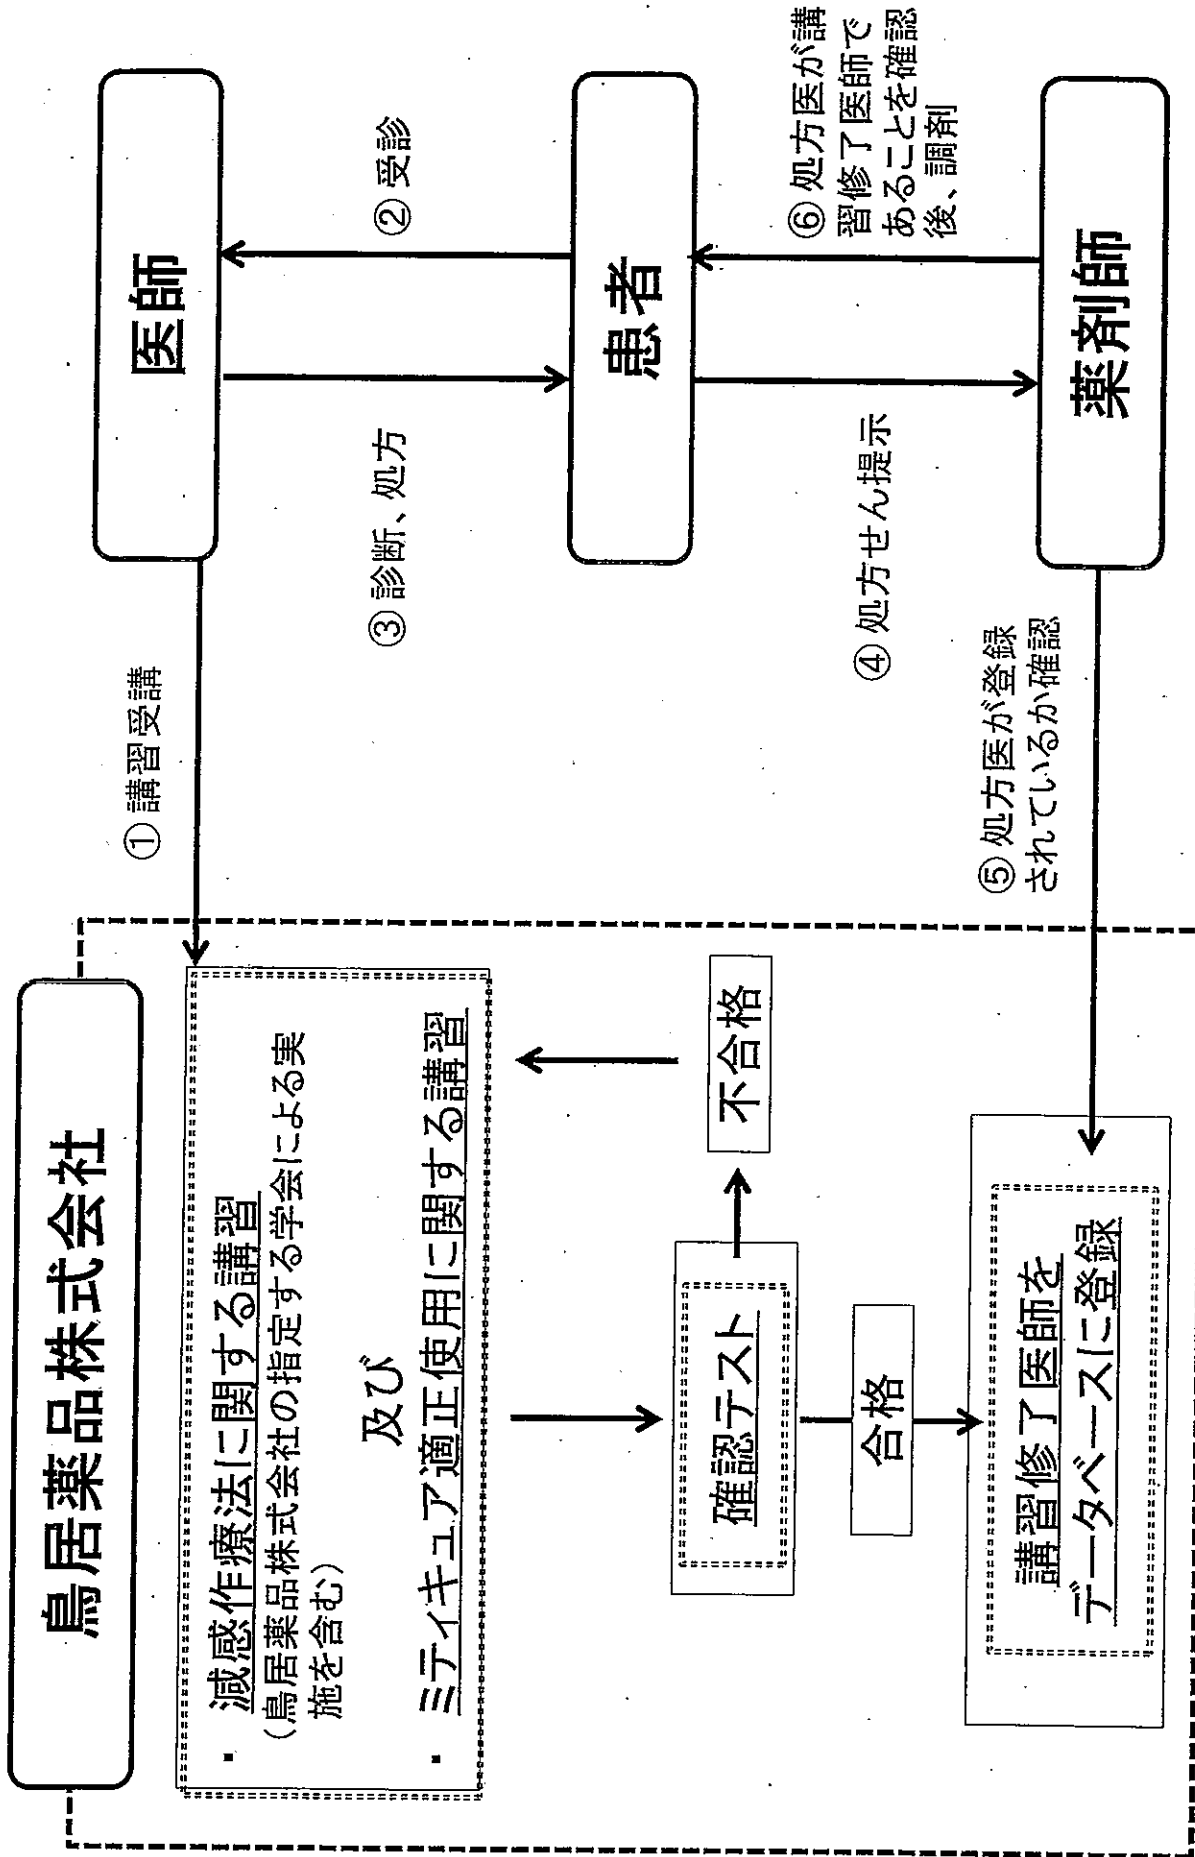 鳥居薬品株式会社
▪ 減感作療法に関する講習
(鳥居薬品株式会社の指定する学会による実
施を含む)
及び
▪ ミティキュア適正使用に関する講習
確認テスト
不合格
合格
講習修了医師を
データベースに登録
① 講習受講
医師
② 受診
③ 診断、処方
患者
④ 処方せん提示
⑤ 処方医が登録
されているか確認
⑥ 処方医が講
習修了医師で
あることを確認
後、調剤
薬剤師